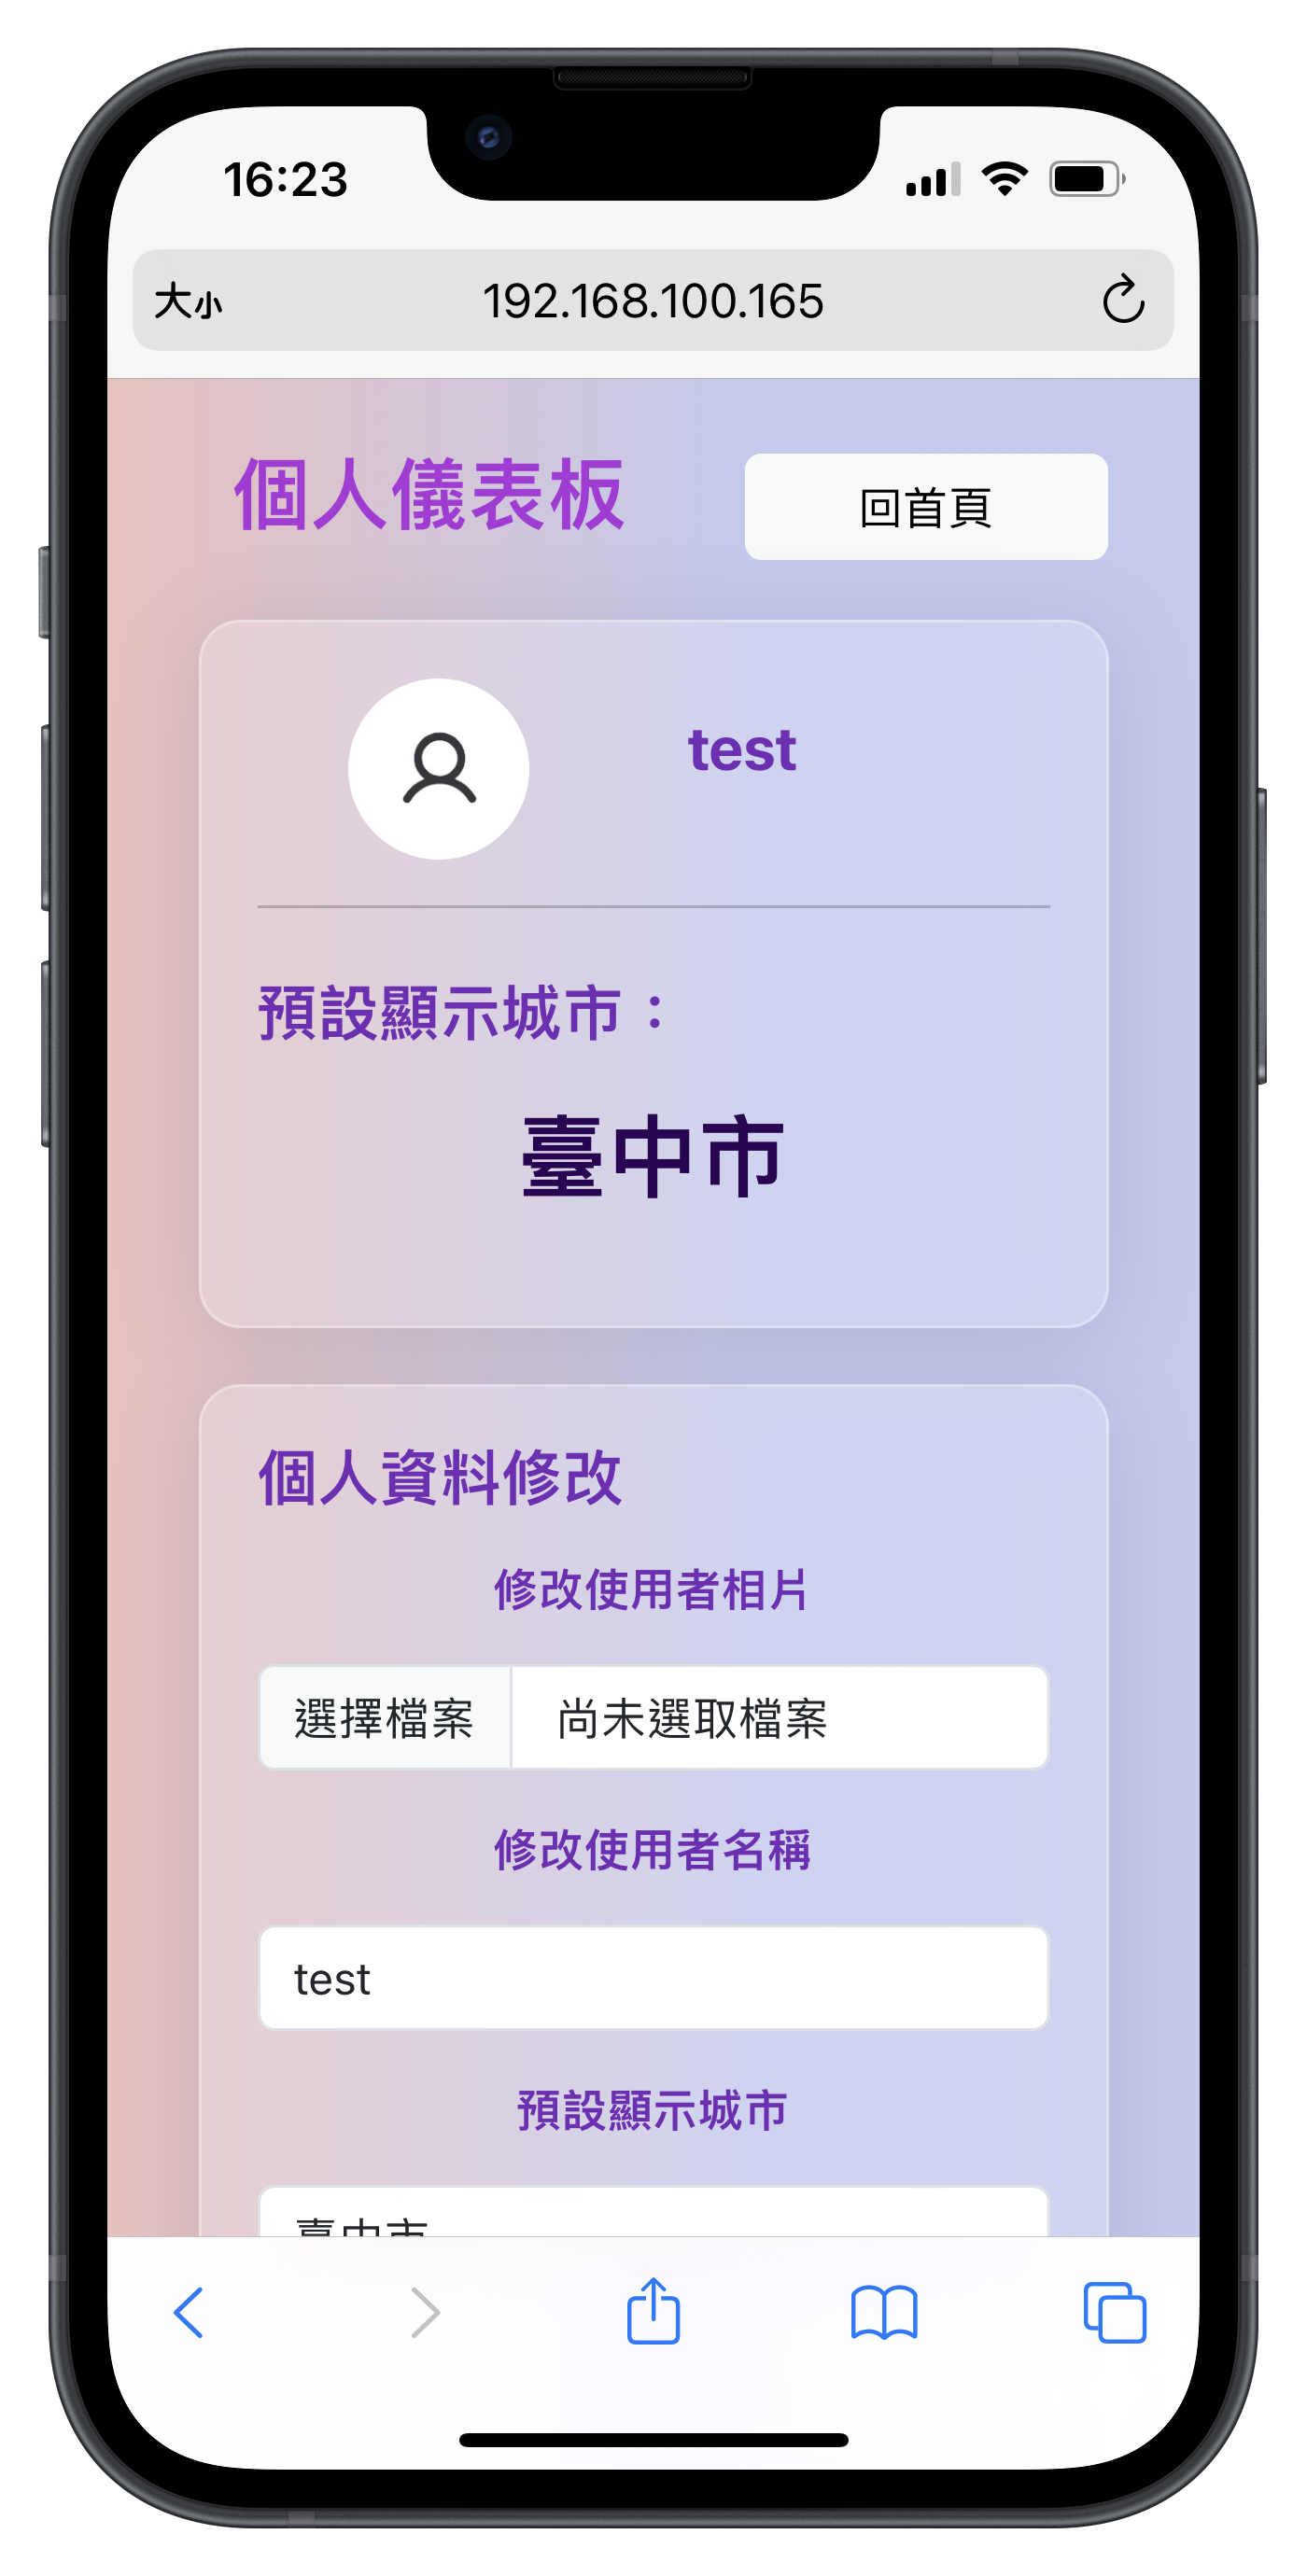 16:23
大小 192.168.100.165
個人儀表板 回首頁
test
預設顯示城市：
臺中市
個人資料修改
修改使用者相片
選擇檔案 尚未選取檔案
修改使用者名稱
test
預設顯示城市
臺中市